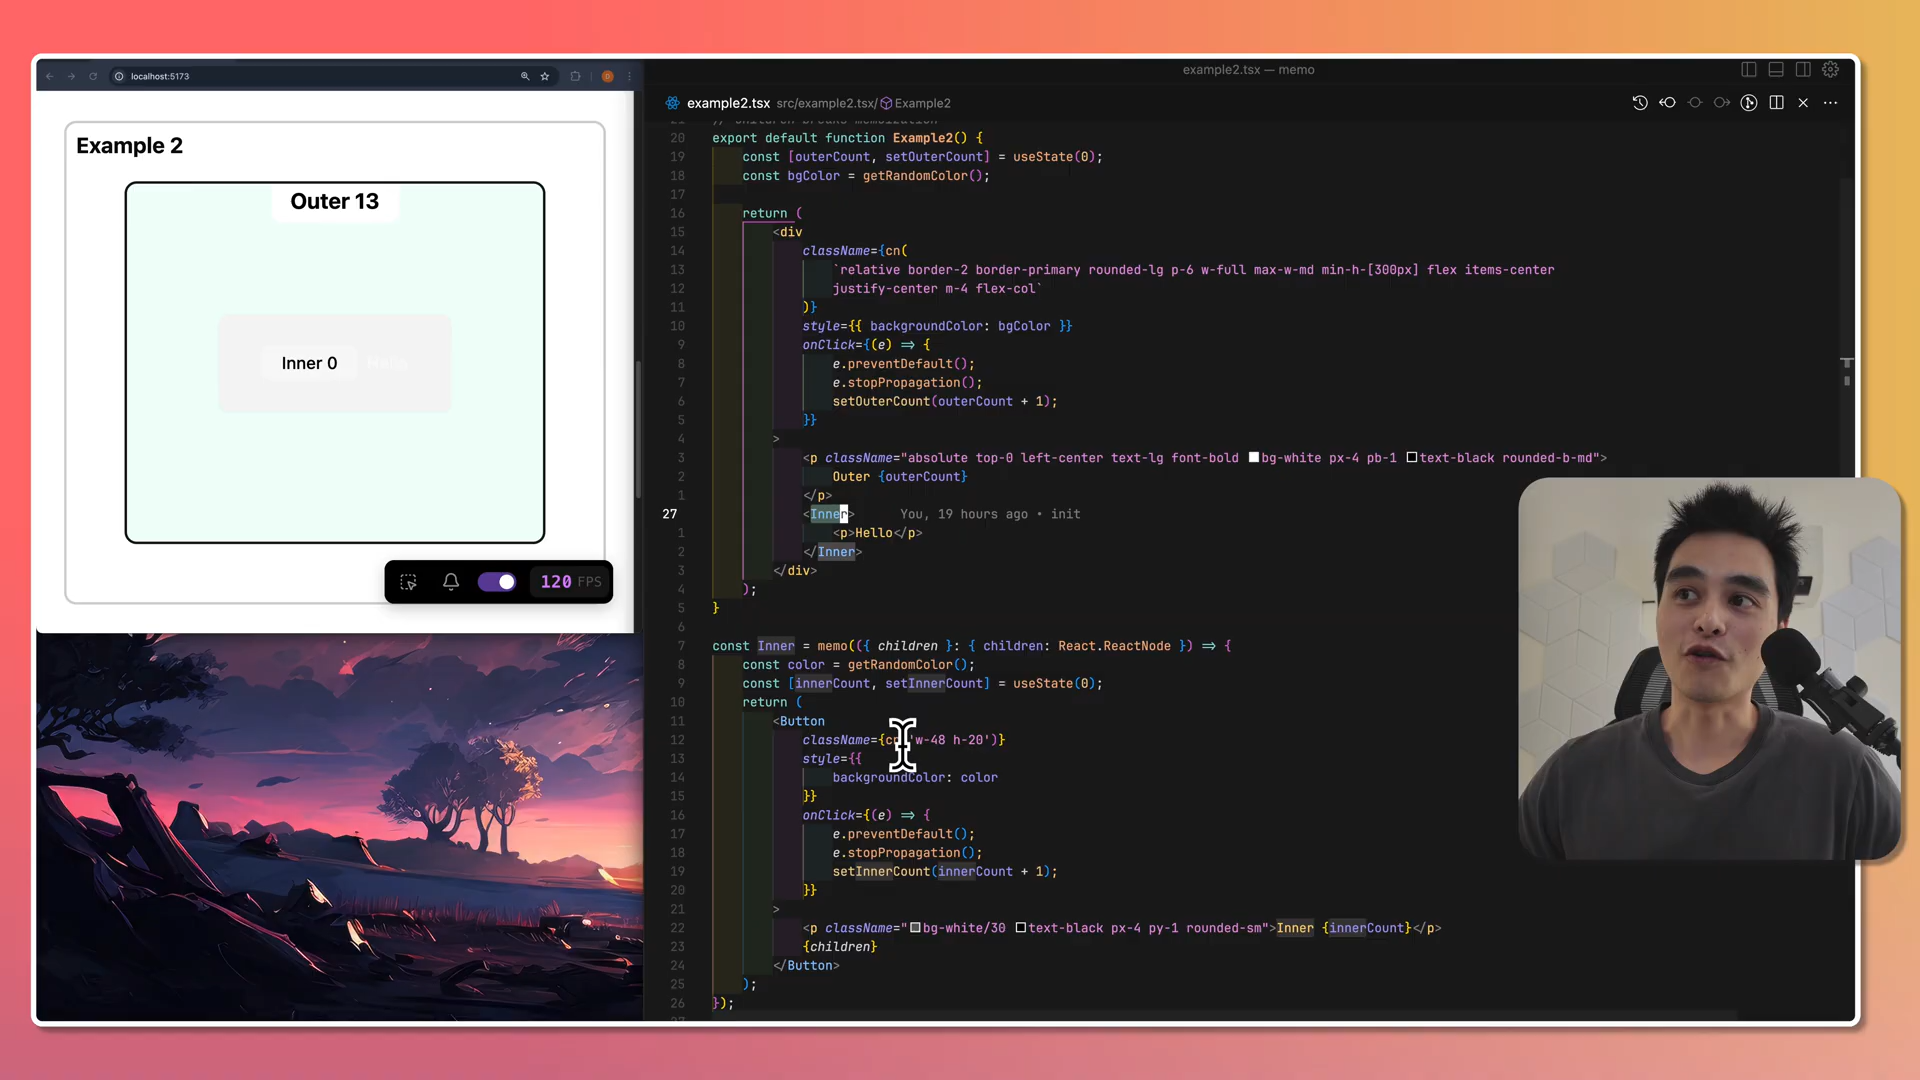 localhost:5173
Example 2
Outer 13
Inner 0 Hello
120 FPS
example2.tsx — memo
example2.tsx src/example2.tsx/ Example2
21 // Children breaks memoization
20 export default function Example2() {
19 const [outerCount, setOuterCount] = useState(0);
18 const bgColor = getRandomColor();
17
16 return (
15 <div
14 className={cn(
13 `relative border-2 border-primary rounded-lg p-6 w-full max-w-md min-h-[300px] flex items-center
12 justify-center m-4 flex-col`
11 )}
10 style={{ backgroundColor: bgColor }}
9 onClick={(e) => {
8 e.preventDefault();
7 e.stopPropagation();
6 setOuterCount(outerCount + 1);
5 }}
4 >
3 <p className="absolute top-0 left-center text-lg font-bold bg-white px-4 pb-1 text-black rounded-b-md">
2 Outer {outerCount}
1 </p>
27 <Inner> You, 19 hours ago • init
1 <p>Hello</p>
2 </Inner>
3 </div>
4 );
5 }
6
7 const Inner = memo(({ children }: { children: React.ReactNode }) => {
8 const color = getRandomColor();
9 const [innerCount, setInnerCount] = useState(0);
10 return (
11 <Button
12 className={cn('w-48 h-20')}
13 style={{
14 backgroundColor: color
15 }}
16 onClick={(e) => {
17 e.preventDefault();
18 e.stopPropagation();
19 setInnerCount(innerCount + 1);
20 }}
21 >
22 <p className="bg-white/30 text-black px-4 py-1 rounded-sm">Inner {innerCount}</p>
23 {children}
24 </Button>
25 );
26 });
27